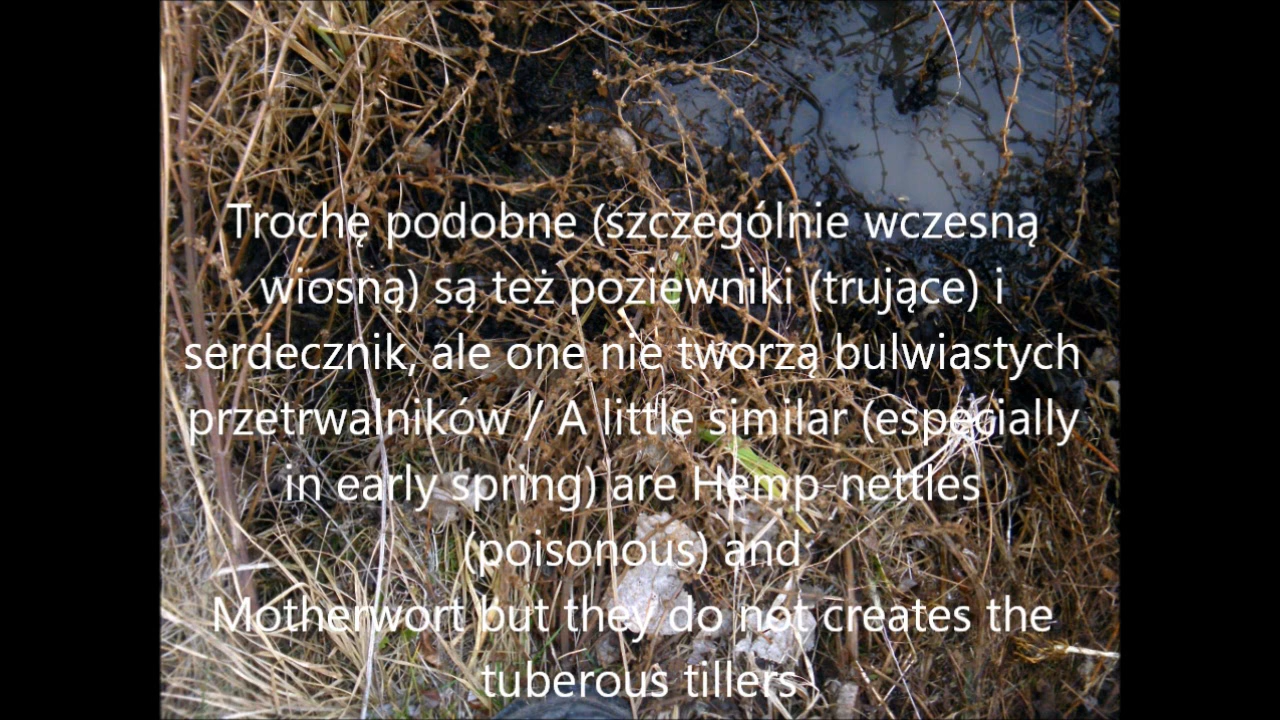 Trochę podobne (szczególnie wczesną
wiosną) są też poziewniki (trujące) i
serdecznik, ale one nie tworzą bulwiastych
przetrwalników / A little similar (especially
in early spring) are Hemp-nettles
(poisonous) and
Motherwort but they do not creates the
tuberous tillers